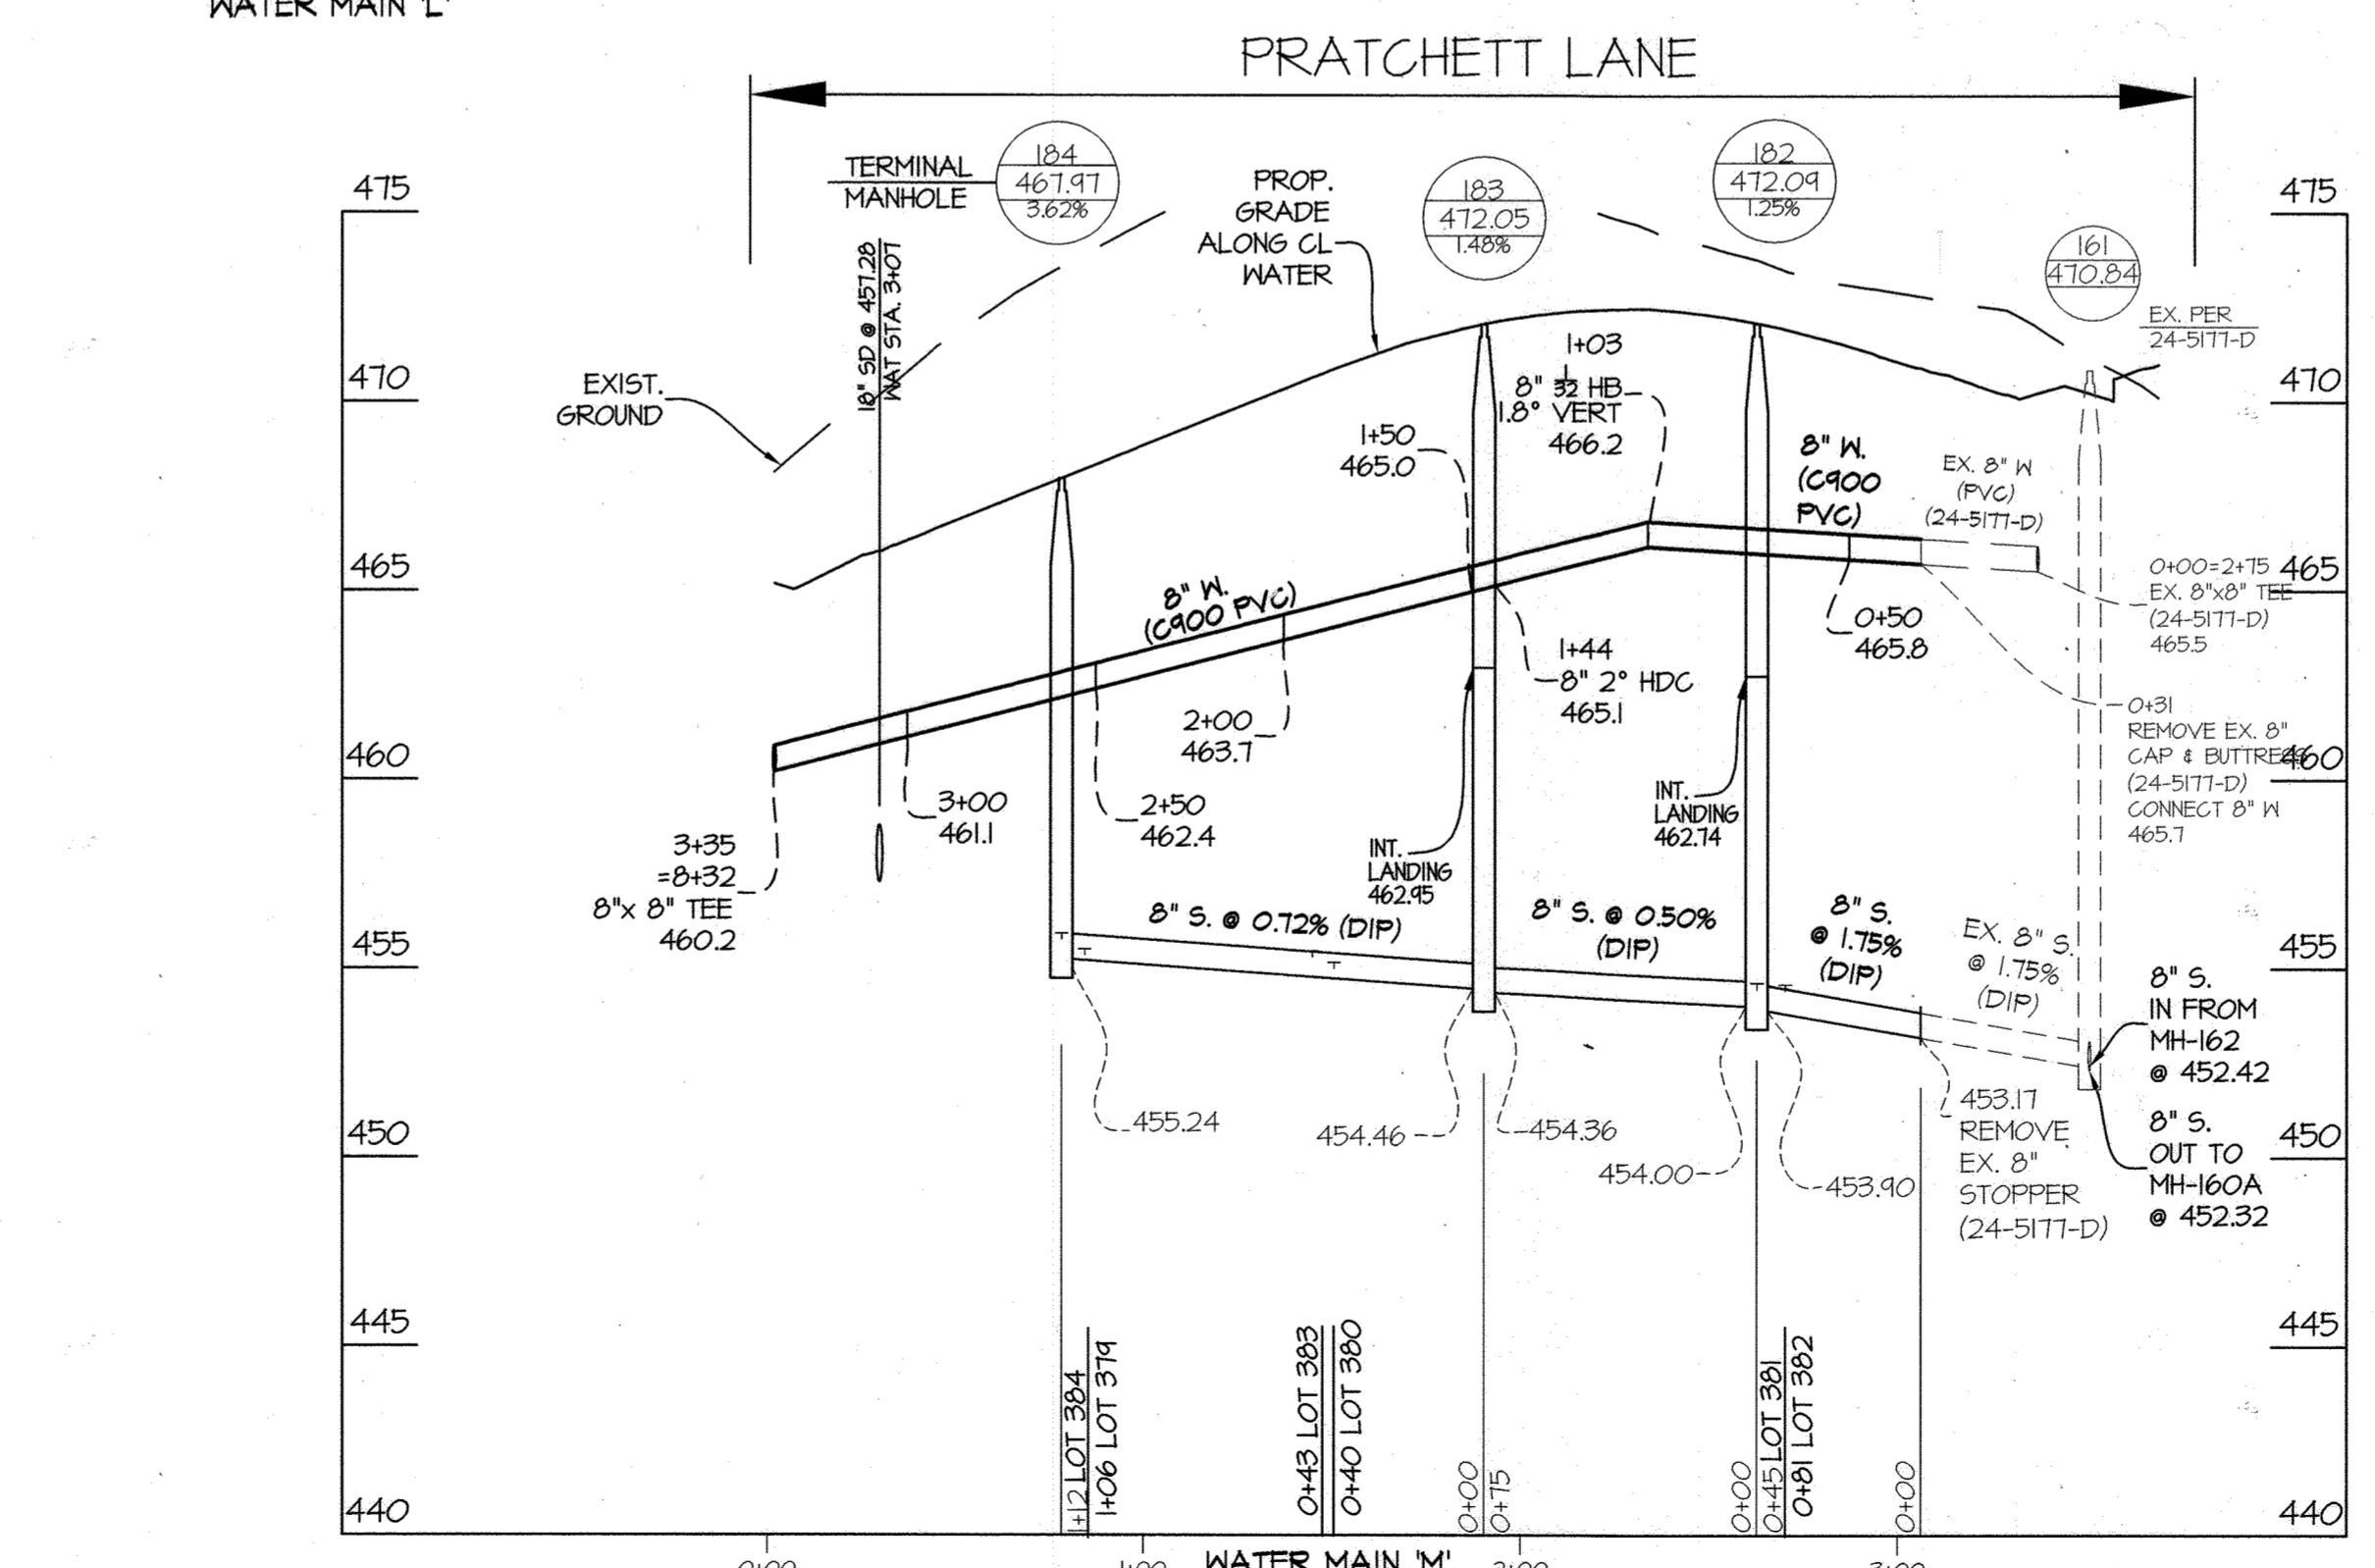 WATER MAIN 'L'
PRATCHETT LANE
TERMINAL
MANHOLE
184
467.97
3.62%
PROP.
GRADE
ALONG CL
WATER
183
472.05
1.48%
182
472.09
1.25%
161
470.84
EX. PER
24-5177-D
475
470
465
460
455
450
445
440
475
470
465
460
455
450
445
440
EXIST.
GROUND
18" SD @ 457.28
WAT STA. 3+07
1+03
8" 1/32 HB
1.8° VERT
466.2
1+50
465.0
8" W.
(C900
PVC)
EX. 8" W
(PVC)
(24-5177-D)
0+00=2+75
EX. 8"x8" TEE
(24-5177-D)
465.5
8" W.
(C900 PVC)
0+50
465.8
1+44
8" 2° HDC
465.1
2+00
463.7
0+31
REMOVE EX. 8"
CAP & BUTTRESS
(24-5177-D)
CONNECT 8" W
465.7
3+00
461.1
2+50
462.4
INT.
LANDING
462.95
INT.
LANDING
462.74
3+35
=8+32
8"x 8" TEE
460.2
8" S. @ 0.72% (DIP)
8" S. @ 0.50%
(DIP)
8" S.
@ 1.75%
(DIP)
EX. 8" S.
@ 1.75%
(DIP)
8" S.
IN FROM
MH-162
@ 452.42
8" S.
OUT TO
MH-160A
@ 452.32
455.24
454.46
454.36
454.00
453.90
453.17
REMOVE
EX. 8"
STOPPER
(24-5177-D)
1+12 LOT 384
1+06 LOT 379
0+43 LOT 383
0+40 LOT 380
0+00
0+75
0+00
0+45 LOT 381
0+81 LOT 382
0+00
0+00
1+00
WATER MAIN 'M'
2+00
3+00